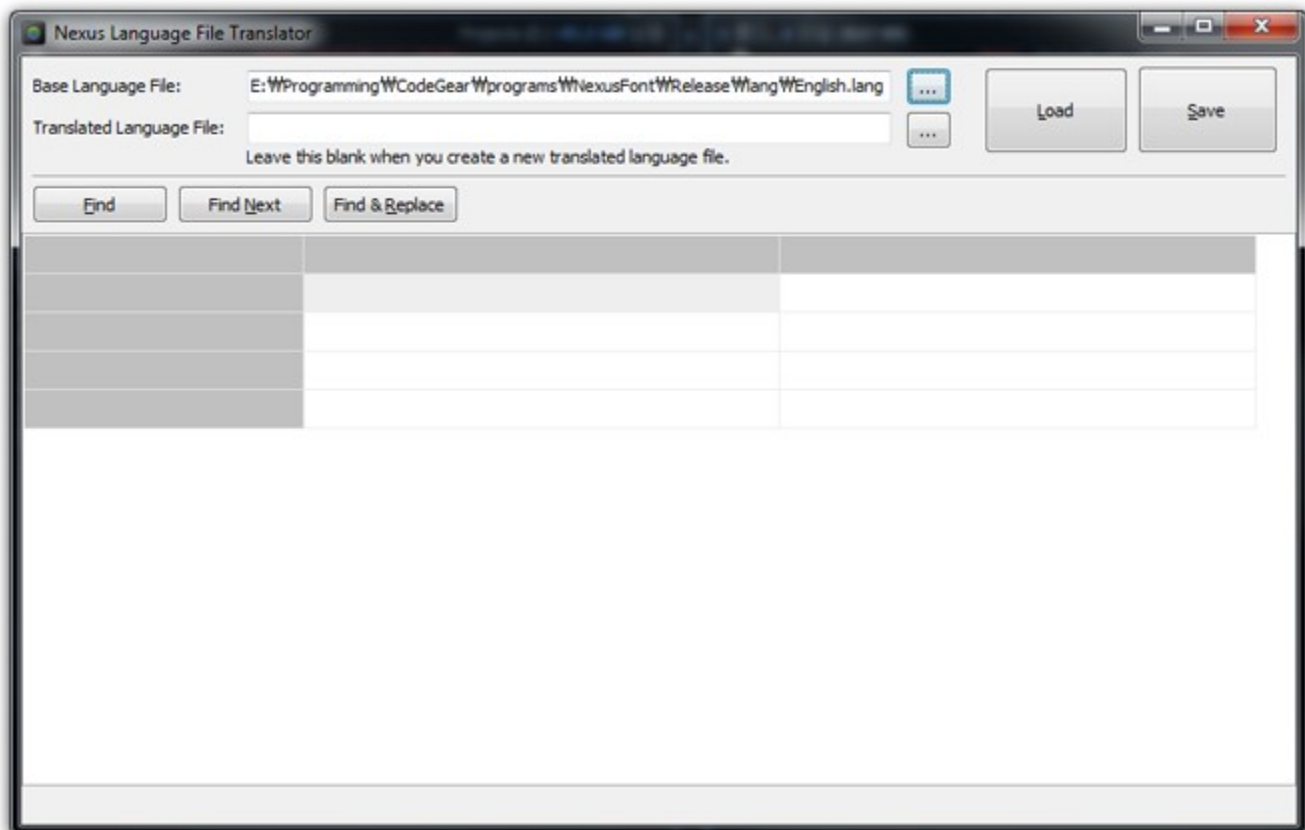 Nexus Language File Translator
Base Language File: E:₩Programming₩CodeGear₩programs₩NexusFont₩Release₩lang₩English.lang ... Load Save
Translated Language File: ...
Leave this blank when you create a new translated language file.
Find Find Next Find & Replace